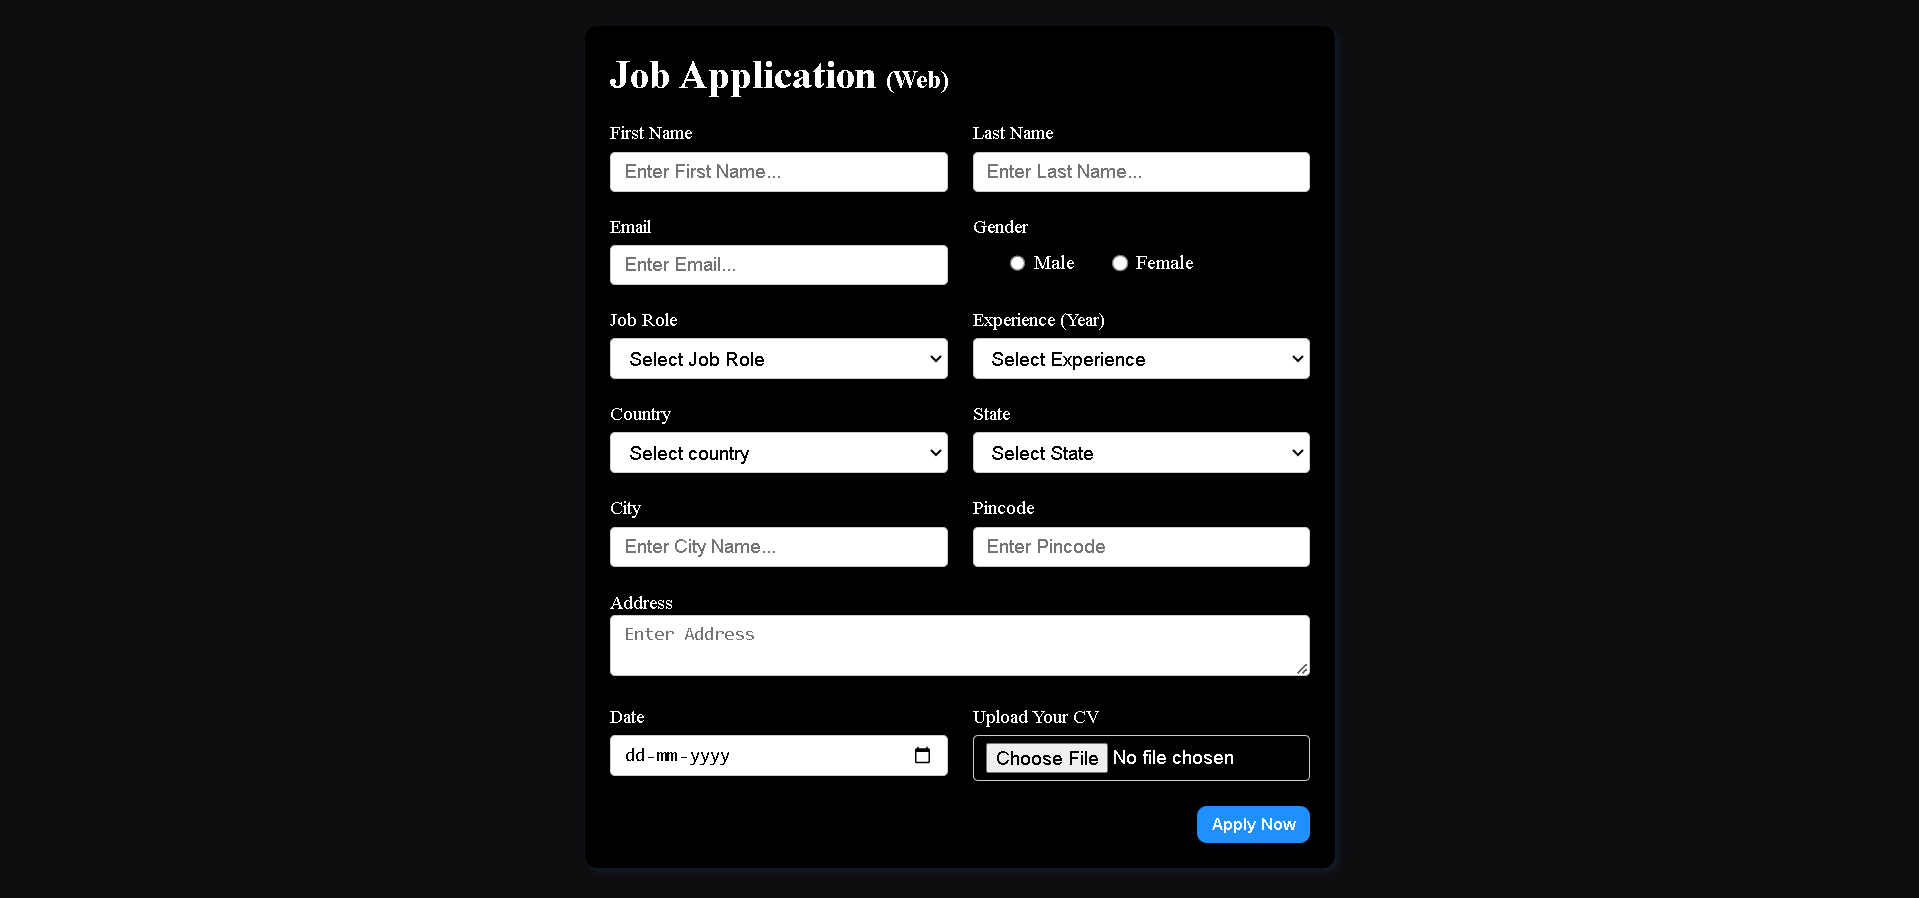 Job Application (Web)
First Name
Last Name
Enter First Name...
Enter Last Name...
Email
Gender
Enter Email...
Male
Female
Job Role
Experience (Year)
Select Job Role
Select Experience
Country
State
Select country
Select State
City
Pincode
Enter City Name...
Enter Pincode
Address
Enter Address
Date
Upload Your CV
dd-mm-yyyy
Choose File No file chosen
Apply Now